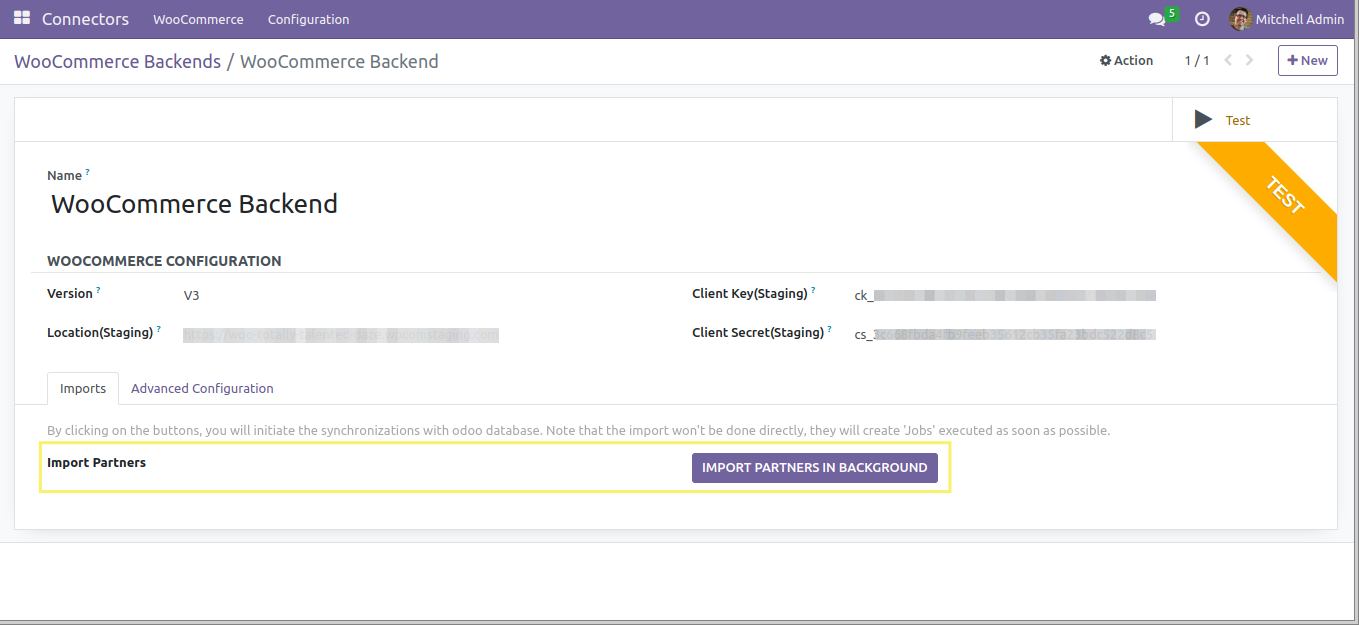 Connectors WooCommerce Configuration 5 Mitchell Admin
WooCommerce Backends / WooCommerce Backend Action 1 / 1 New
Test
TEST
Name ?
WooCommerce Backend
WOOCOMMERCE CONFIGURATION
Version ? V3 Client Key(Staging) ? ck_
Location(Staging) ? Client Secret(Staging) ? cs_
Imports Advanced Configuration
By clicking on the buttons, you will initiate the synchronizations with odoo database. Note that the import won't be done directly, they will create 'Jobs' executed as soon as possible.
Import Partners IMPORT PARTNERS IN BACKGROUND